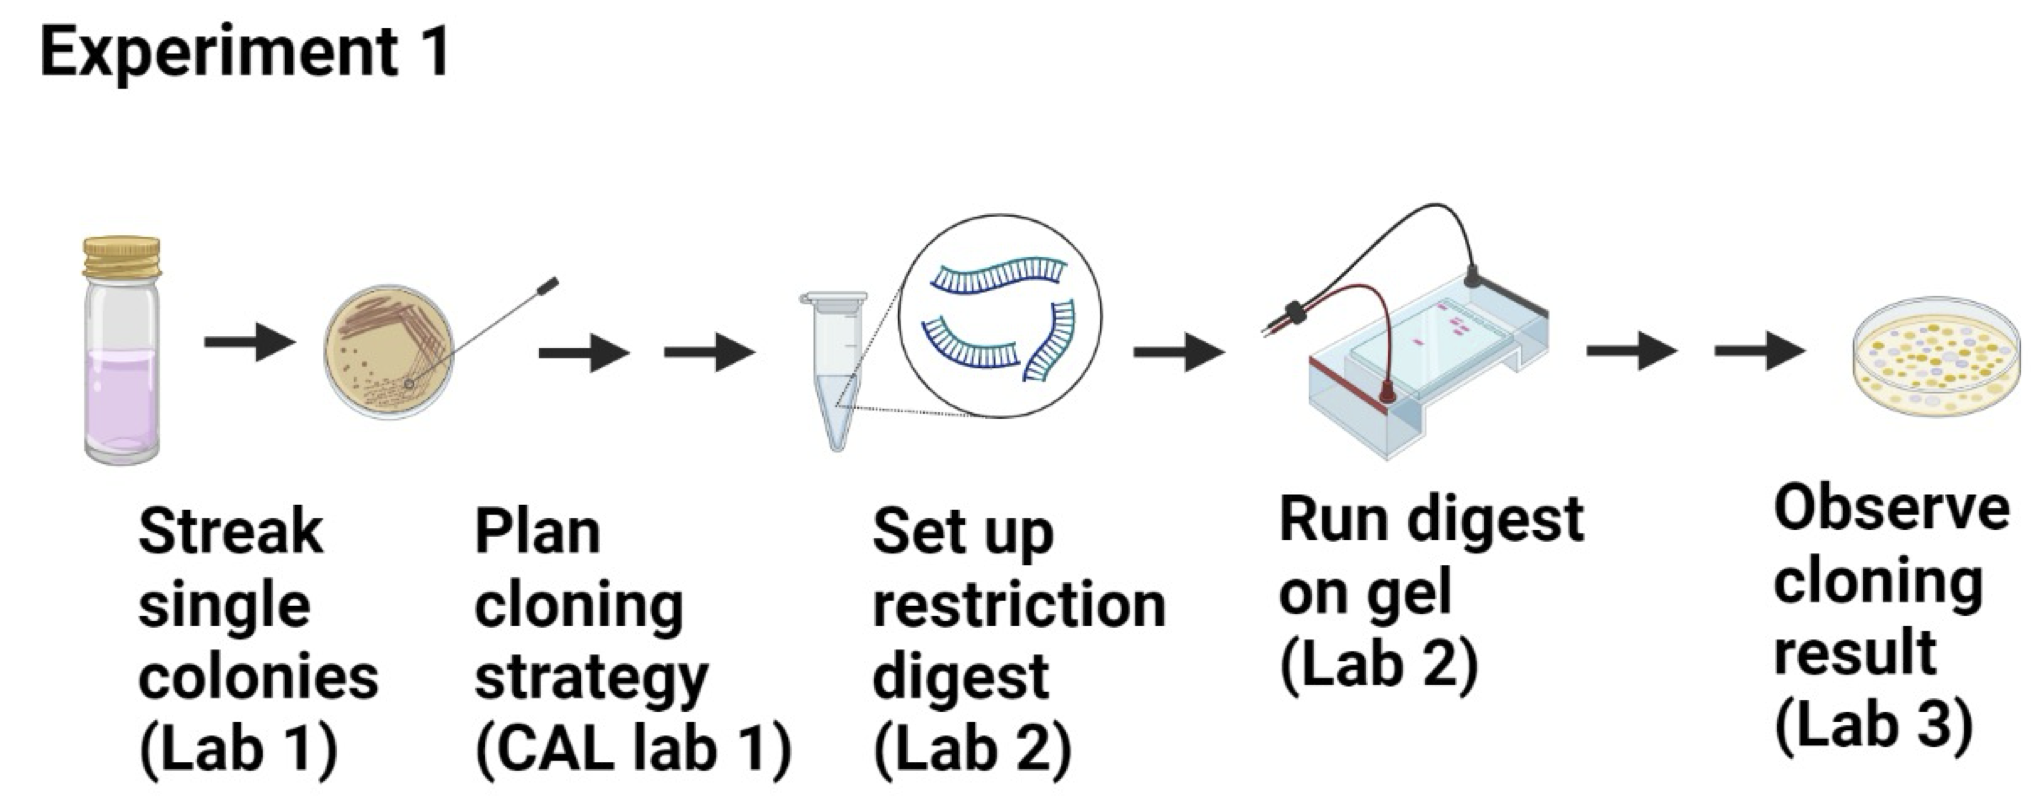 Experiment 1
Streak
single
colonies
(Lab 1)
Plan
cloning
strategy
(CAL lab 1)
Set up
restriction
digest
(Lab 2)
Run digest
on gel
(Lab 2)
Observe
cloning
result
(Lab 3)